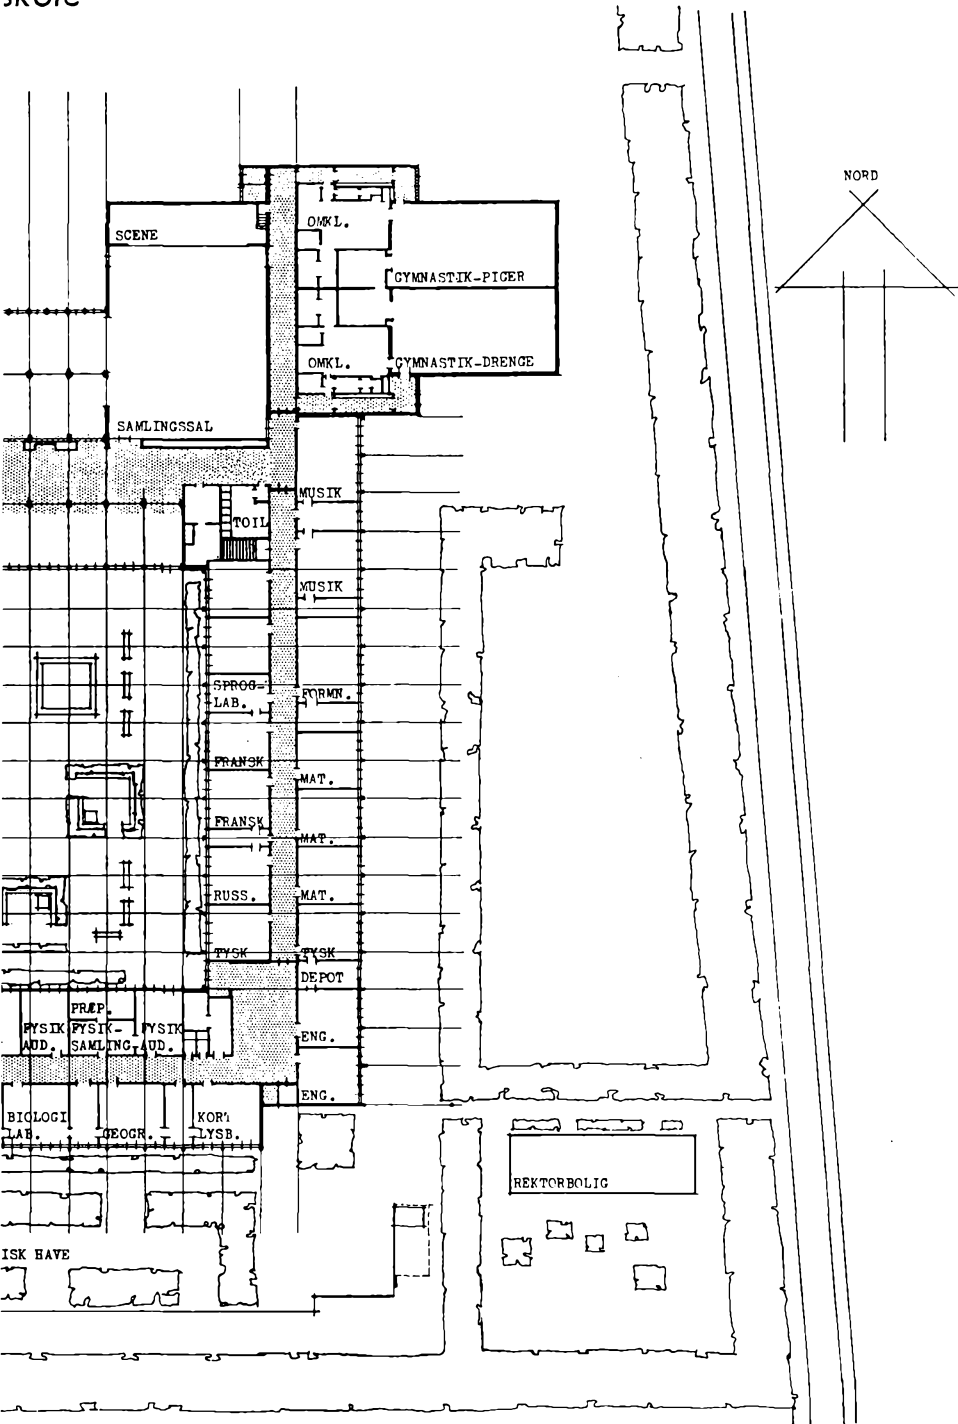 skole
NORD
OMKL.
SCENE
GYMNASTIK-PIGER
OMKL.
GYMNASTIK-DRENGE
SAMLINGSSAL
MUSIK
TOIL
MUSIK
SPROG-
LAB.
FORMN.
FRANSK
MAT.
FRANSK
MAT.
RUSS.
MAT.
TYSK
TYSK
DEPOT
PRÆP.
FYSIK
AUD.
FYSIK-
SAMLING
FYSIK
AUD.
ENG.
ENG.
BIOLOGI
LAB.
GEOGR.
KORT
LYSB.
REKTORBOLIG
ISK HAVE